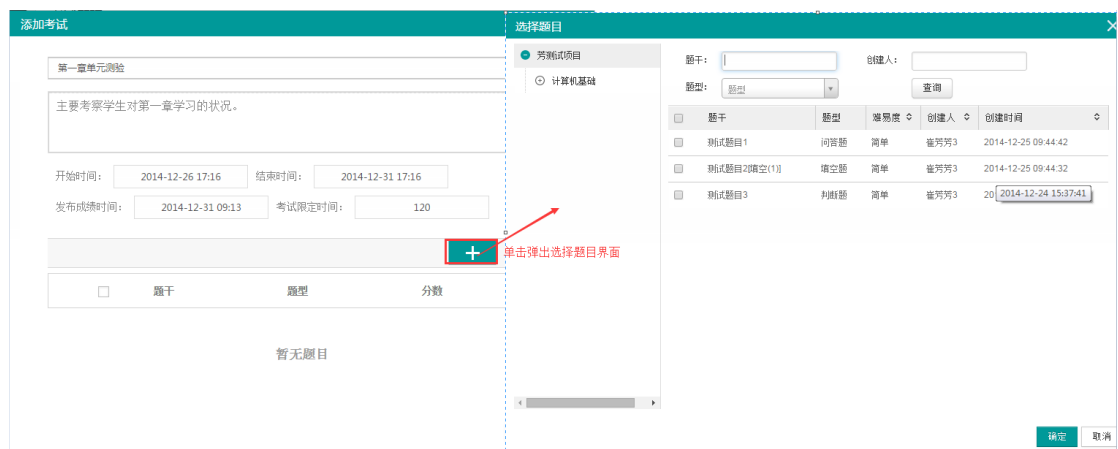 添加考试
第一章单元测验
主要考察学生对第一章学习的状况。
开始时间： 2014-12-26 17:16 结束时间： 2014-12-31 17:16
发布成绩时间： 2014-12-31 09:13 考试限定时间： 120
单击弹出选择题目界面
题干 题型 分数
暂无题目
选择题目
芳测试项目
计算机基础
题干： 创建人：
题型： 题型 查询
题干 题型 难易度 创建人 创建时间
测试题目1 问答题 简单 崔芳芳3 2014-12-25 09:44:42
测试题目2[填空(1)] 填空题 简单 崔芳芳3 2014-12-25 09:44:32
测试题目3 判断题 简单 崔芳芳3 20 2014-12-24 15:37:41
确定 取消